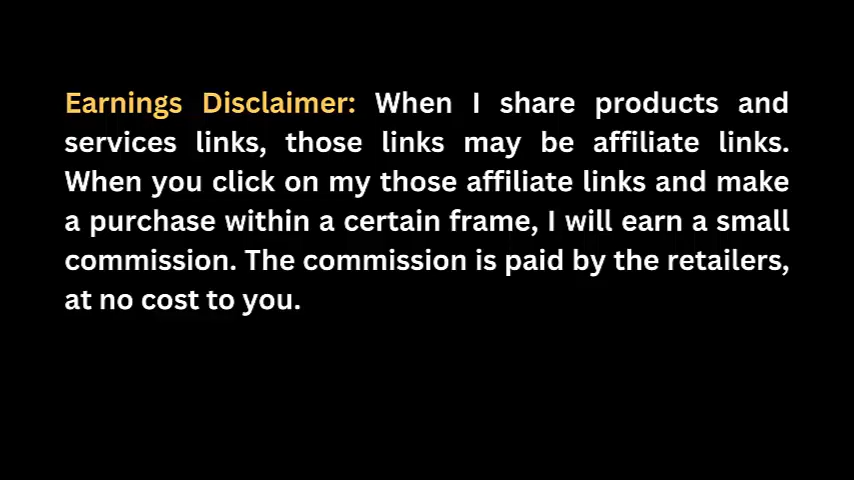 Earnings Disclaimer: When I share products and
services links, those links may be affiliate links.
When you click on my those affiliate links and make
a purchase within a certain frame, I will earn a small
commission. The commission is paid by the retailers,
at no cost to you.